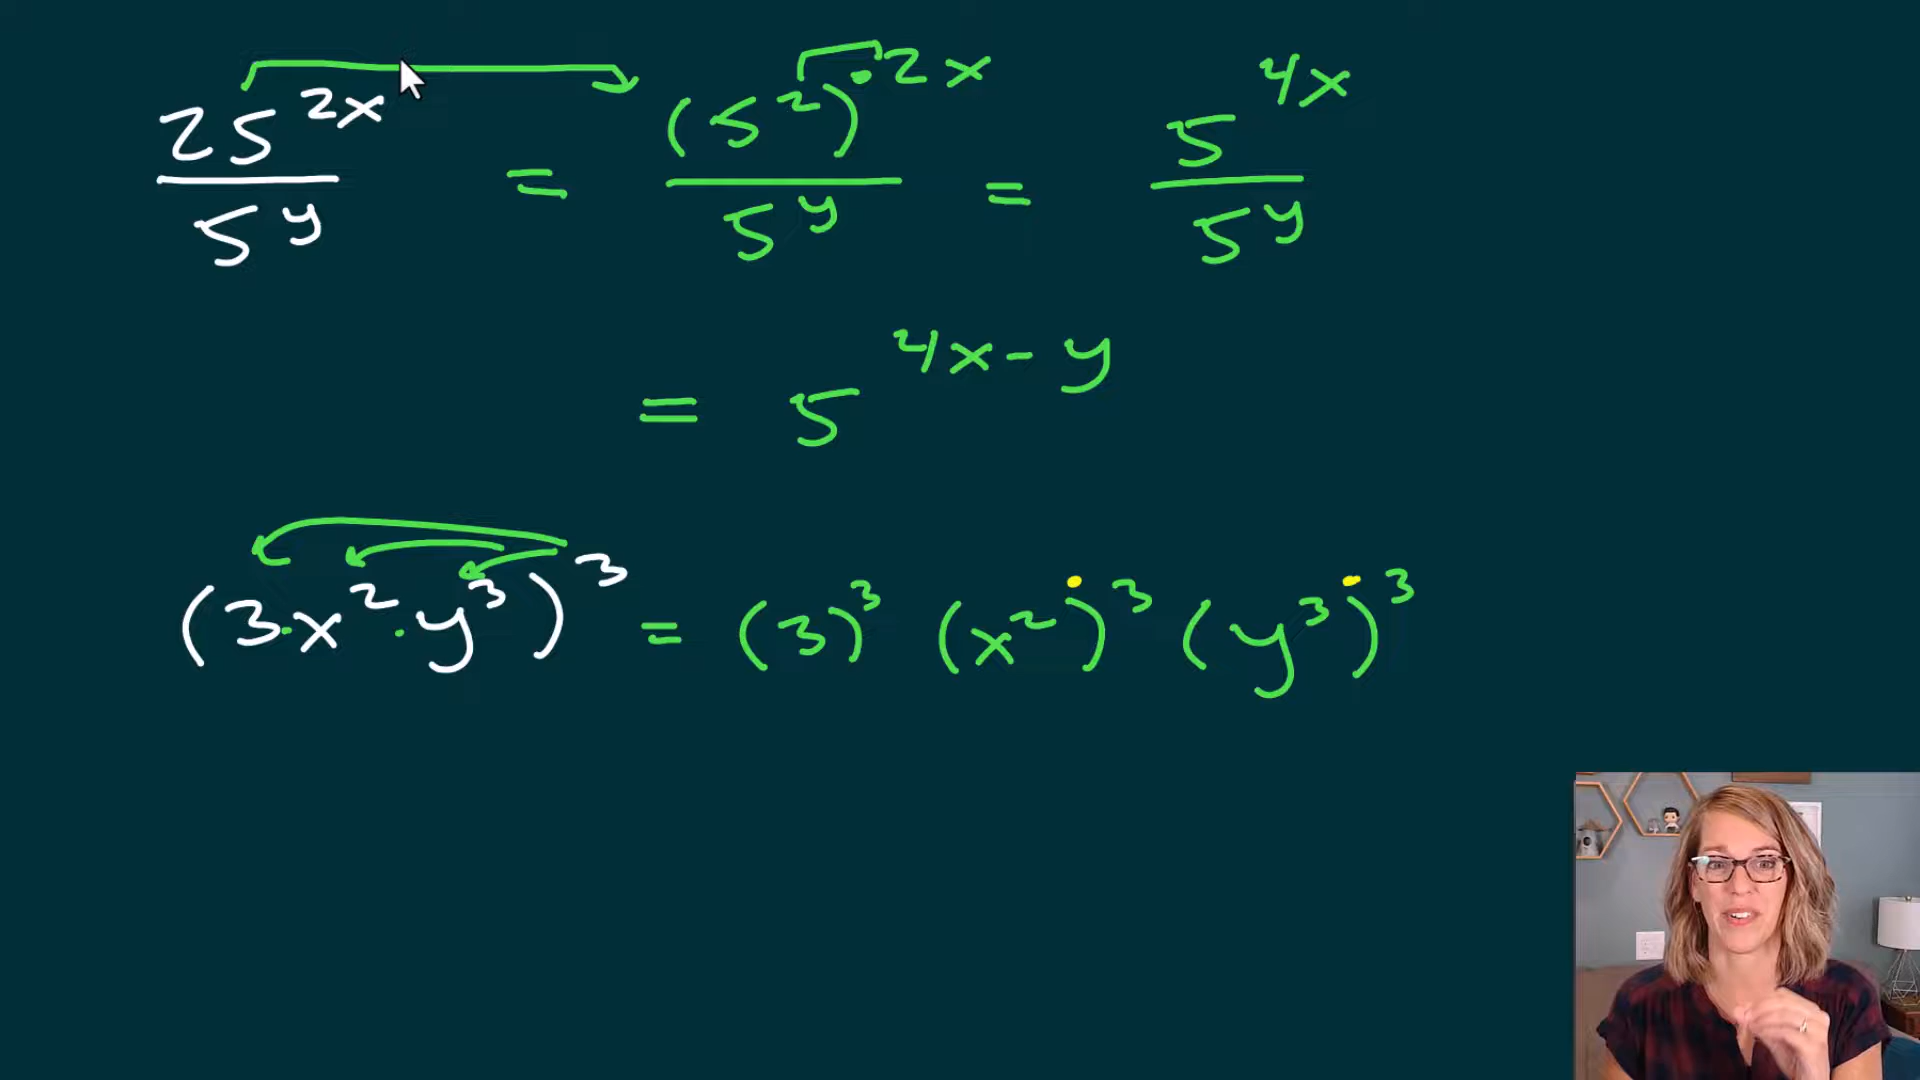 25^{2x} / 5^y = (5^2)^{·2x} / 5^y = 5^{4x} / 5^y
= 5^{4x-y}
(3·x^2·y^3)^3 = (3)^3 (x^2)^{·3} (y^3)^{·3}